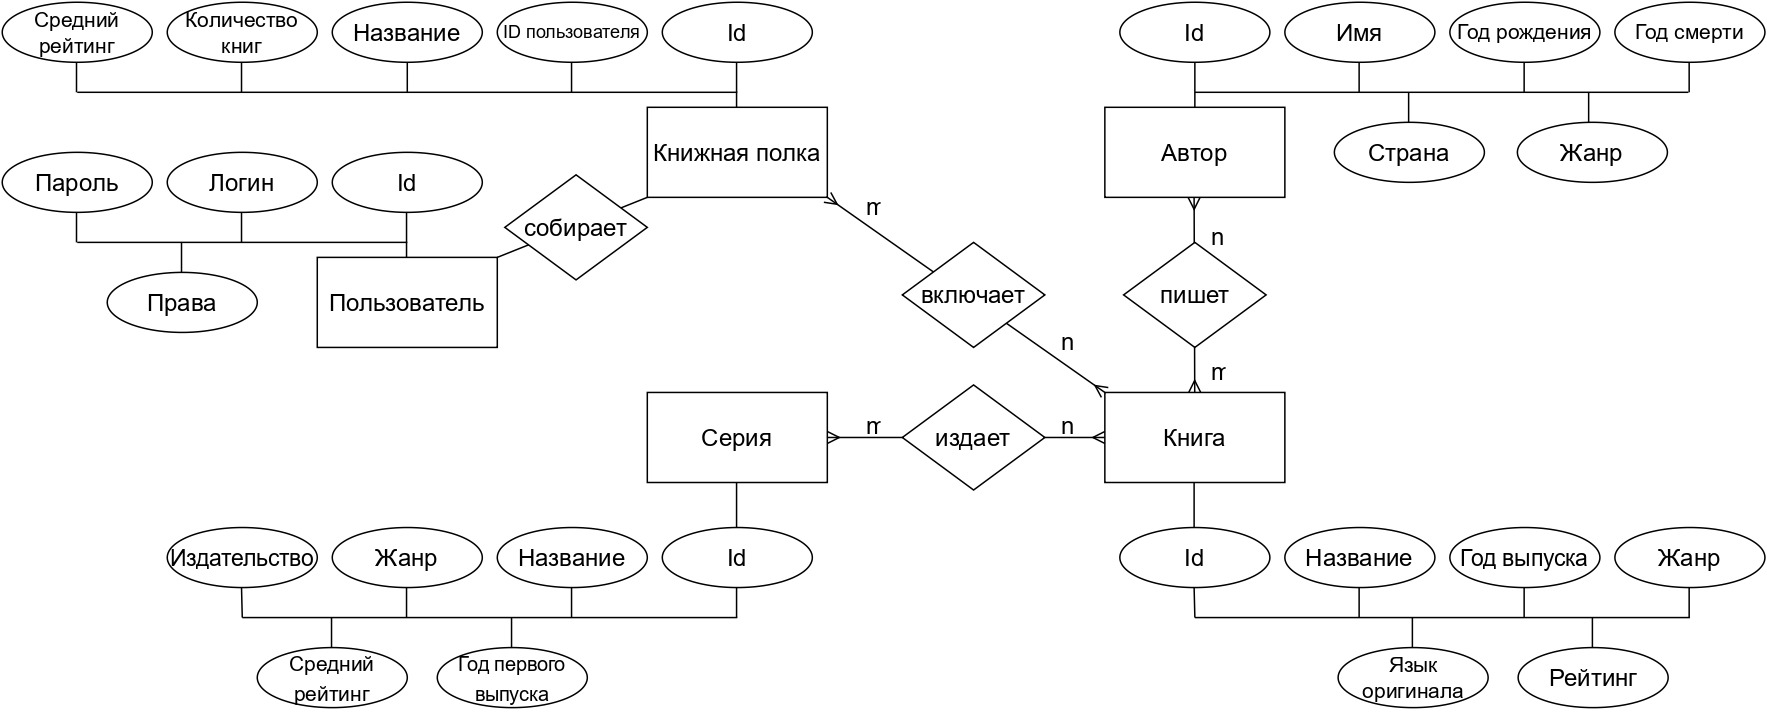 Средний
рейтинг
Количество
книг
Название
ID пользователя
Id
Id
Имя
Год рождения
Год смерти
Книжная полка
Автор
Страна
Жанр
Пароль
Логин
Id
собирает
m
n
Права
Пользователь
включает
пишет
n
m
Серия
m
издает
n
Книга
Издательство
Жанр
Название
Id
Id
Название
Год выпуска
Жанр
Средний
рейтинг
Год первого
выпуска
Язык
оригинала
Рейтинг